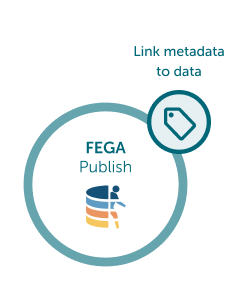 Link metadata
to data
FEGA
Publish